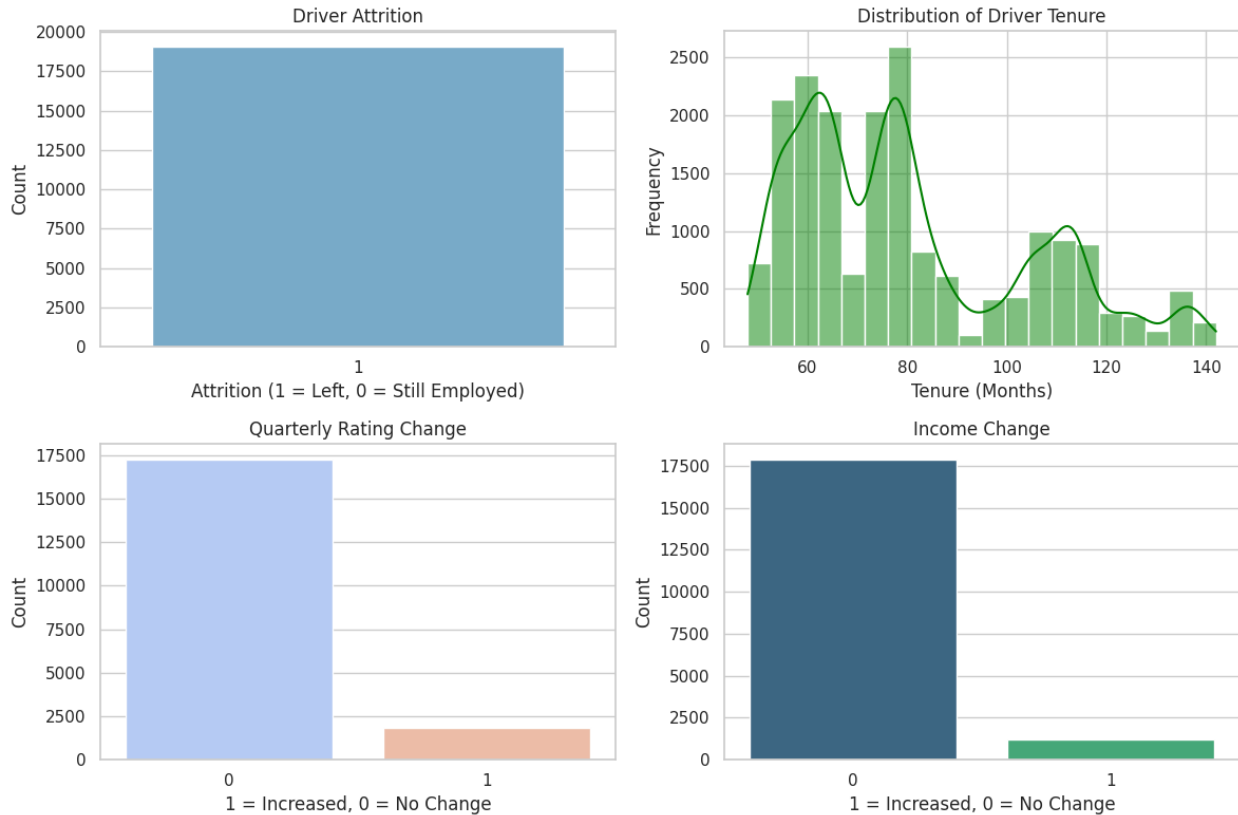 Driver Attrition
20000
17500
15000
12500
10000
7500
5000
2500
0
Count
1
Attrition (1 = Left, 0 = Still Employed)
Distribution of Driver Tenure
2500
2000
1500
1000
500
0
Frequency
60 80 100 120 140
Tenure (Months)
Quarterly Rating Change
17500
15000
12500
10000
7500
5000
2500
0
Count
0 1
1 = Increased, 0 = No Change
Income Change
17500
15000
12500
10000
7500
5000
2500
0
Count
0 1
1 = Increased, 0 = No Change